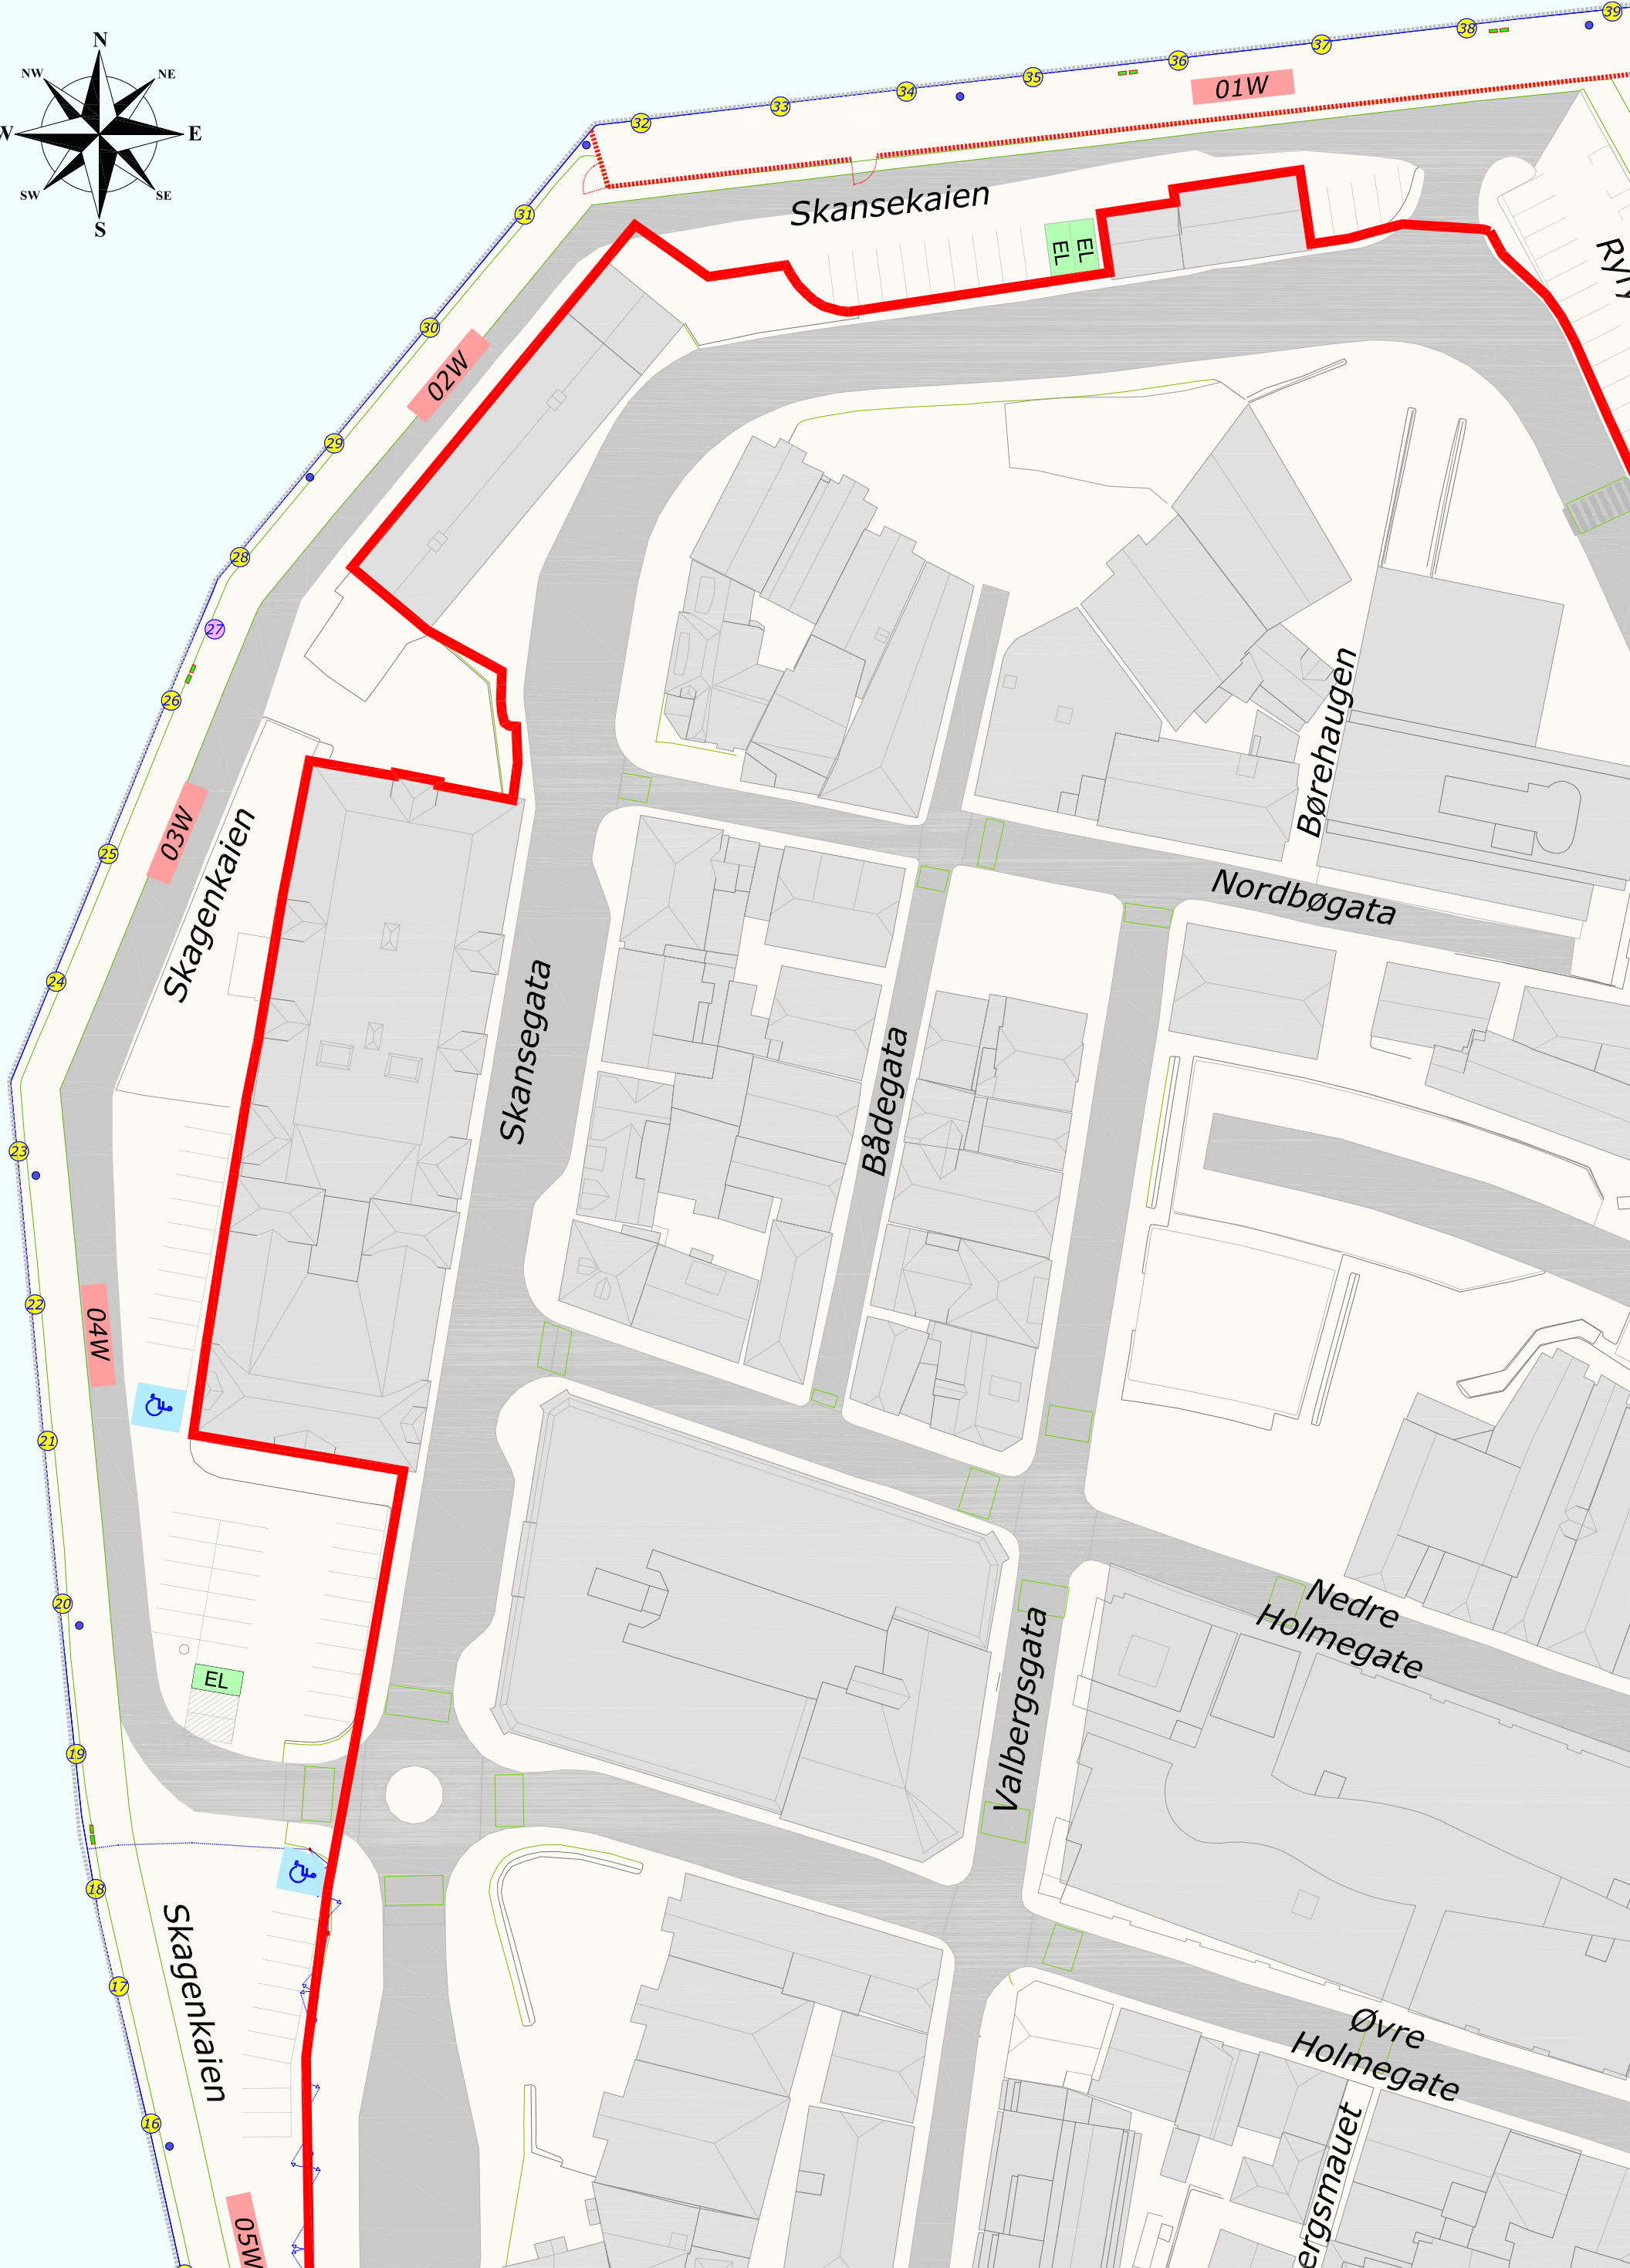 39
38
37
36
35
34
33
32
01W
N
NW
NE
W
E
SW
SE
S
31
Skansekaien
EL
EL
30
02W
29
28
27
26
Børehaugen
03W
25
Skagenkaien
Nordbøgata
24
Skansegata
Bådegata
23
22
04W
21
20
EL
Nedre
Holmegate
Valbergsgata
19
18
Skagenkaien
17
Øvre
Holmegate
16
05W